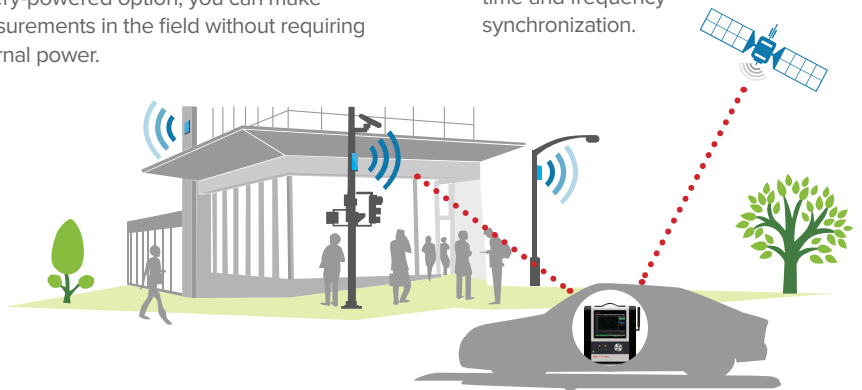 ery-powered option, you can make
surements in the field without requiring
rnal power.
time and frequency
synchronization.